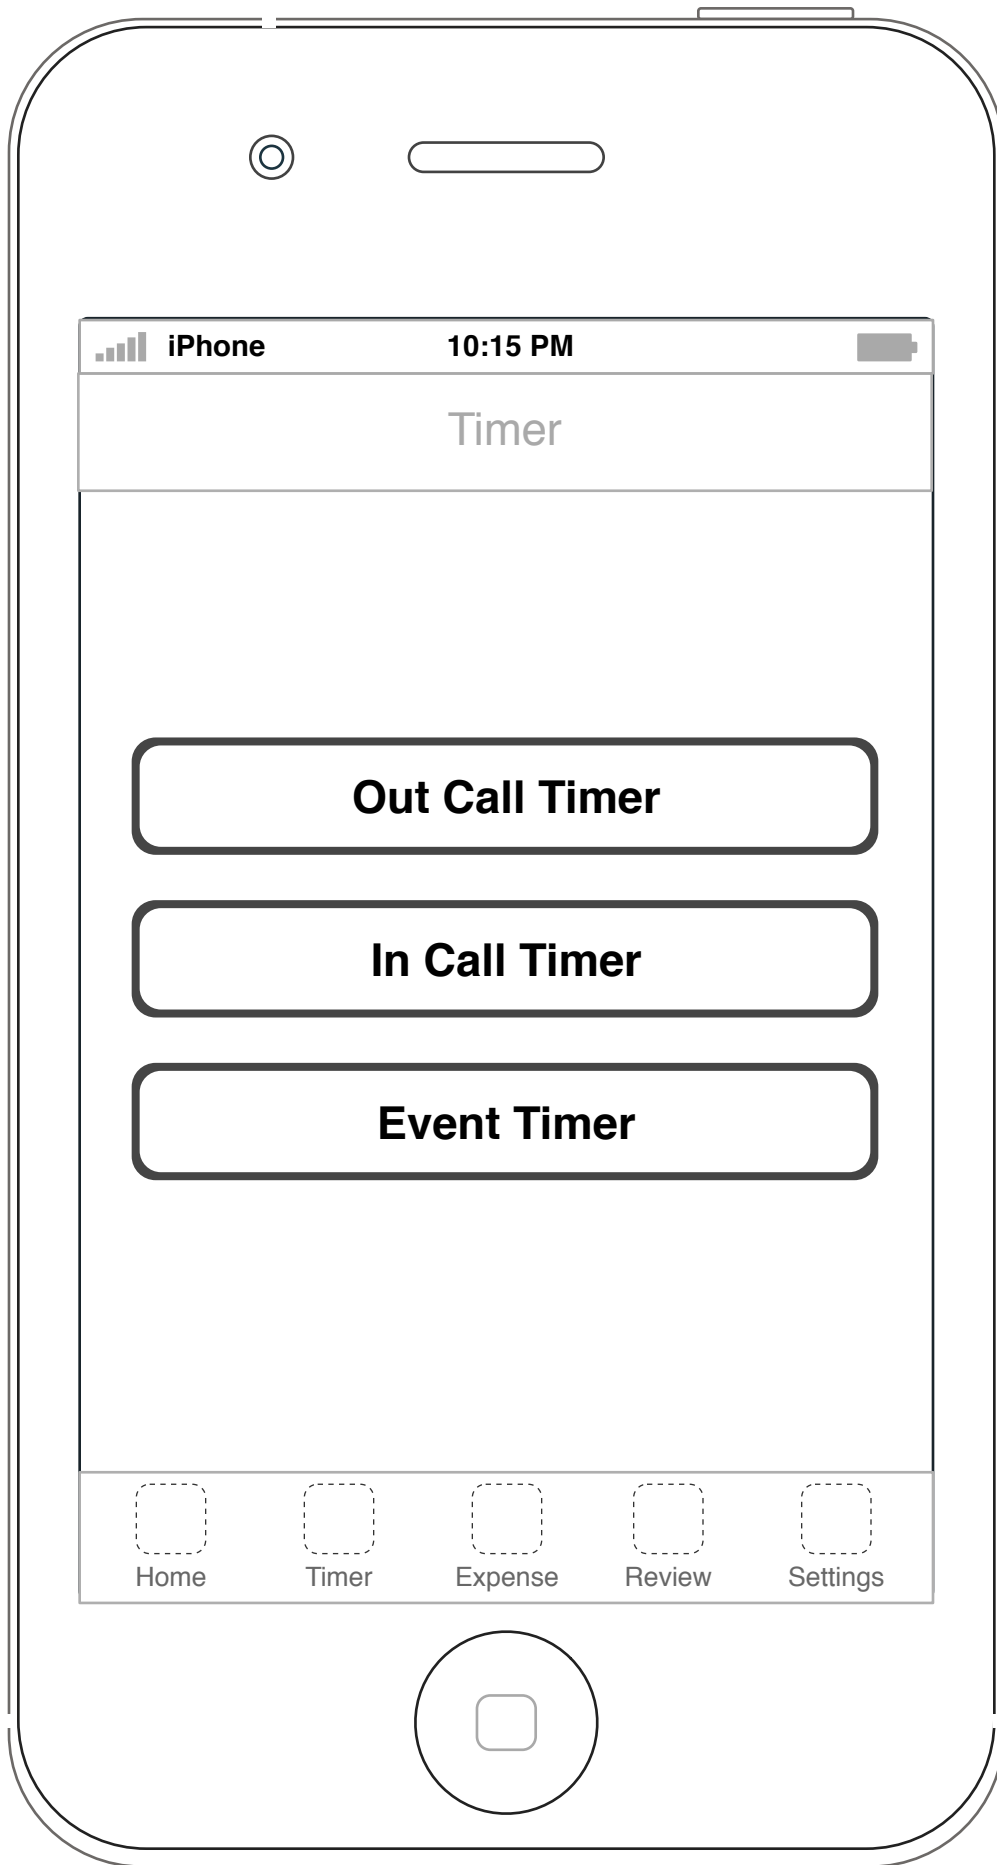 iPhone 10:15 PM
Timer
Out Call Timer
In Call Timer
Event Timer
Home Timer Expense Review Settings